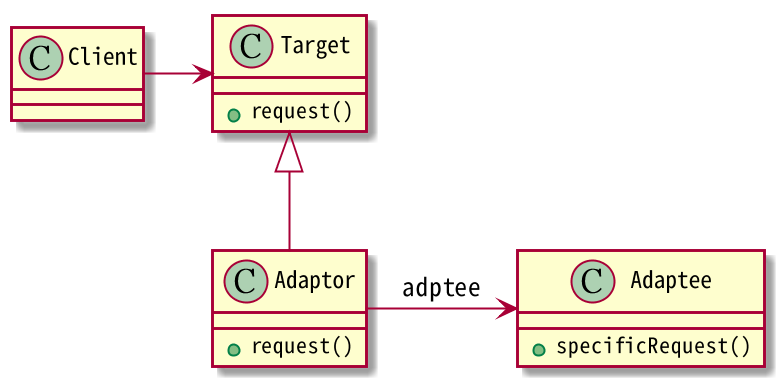 C Client
C Target
request()
C Adaptor
request()
adptee
C Adaptee
specificRequest()